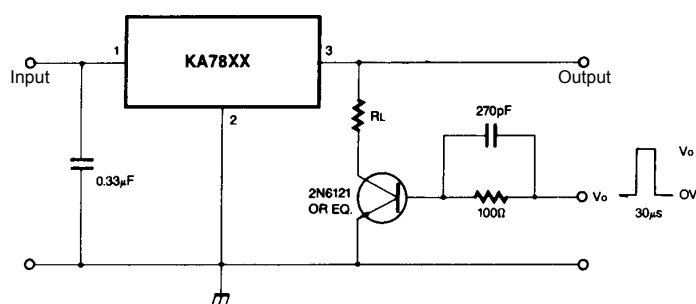 1
KA78XX
3
Input
Output
2
0.33μF
RL
270pF
2N6121
OR EQ.
100Ω
Vo
Vo
OV
30μs